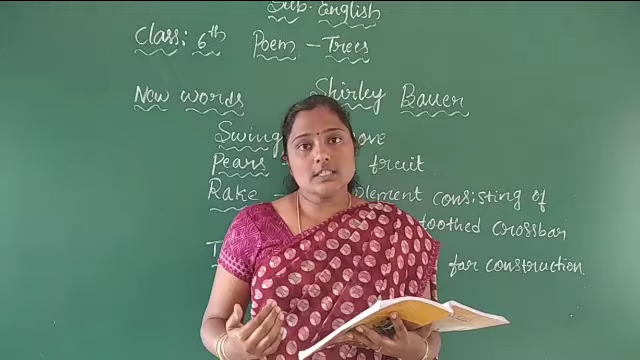 Sub: English
Class: 6th Poem - Trees
New words Shirley Bauer
Swing ove
Pears - fruit
Rake - plement consisting of
toothed crossbar
T for construction